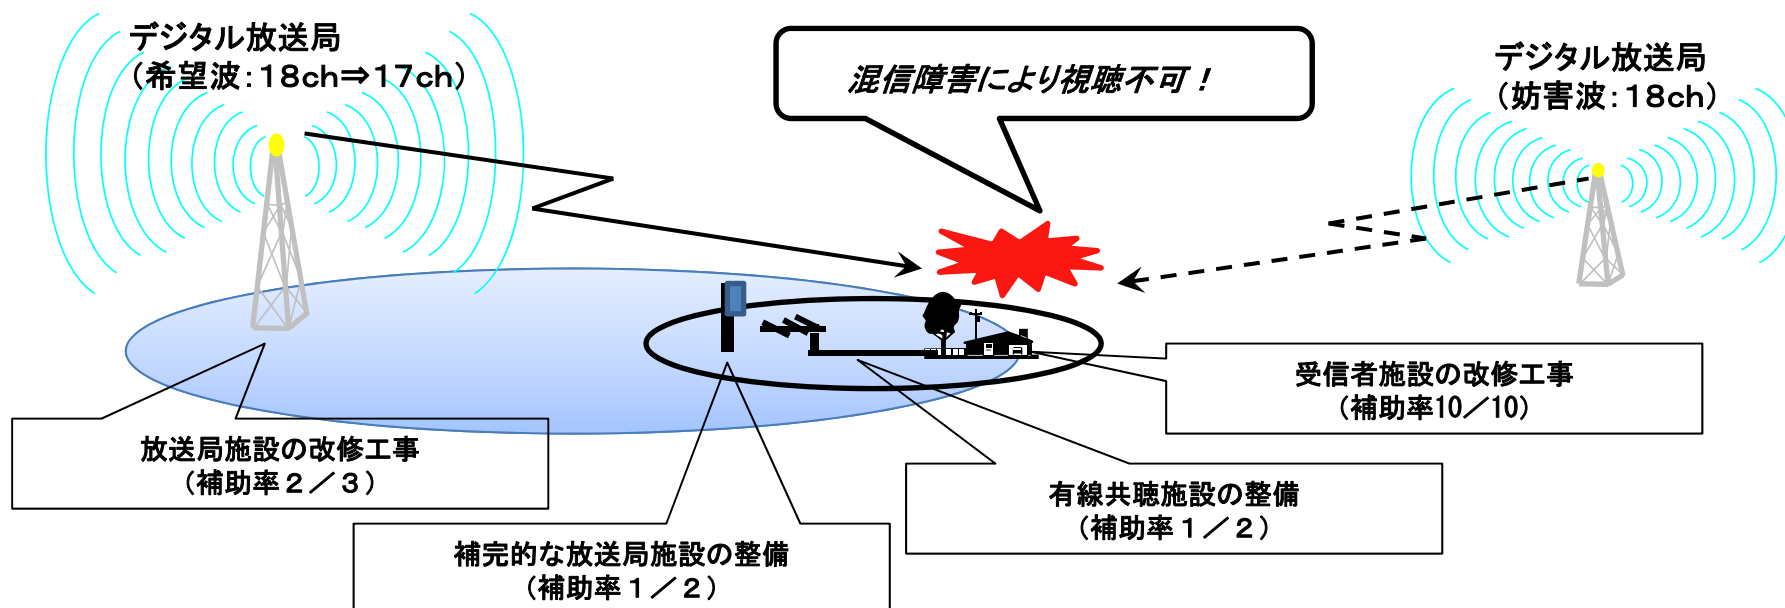 デジタル放送局
（希望波：18ch⇒17ch）
混信障害により視聴不可！
デジタル放送局
（妨害波：18ch）
受信者施設の改修工事
（補助率10／10）
放送局施設の改修工事
（補助率２／３）
有線共聴施設の整備
（補助率１／２）
補完的な放送局施設の整備
（補助率１／２）